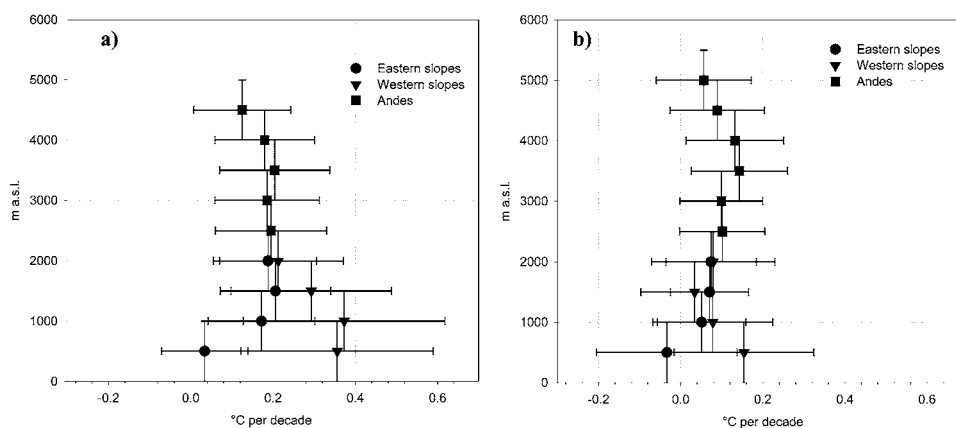 a)
6000
5000
4000
3000
2000
1000
0
m a.s.l.
Eastern slopes
Western slopes
Andes
-0.2 0.0 0.2 0.4 0.6
°C per decade
b)
6000
5000
4000
3000
2000
1000
0
m a.s.l.
Eastern slopes
Western slopes
Andes
-0.2 0.0 0.2 0.4 0.6
°C per decade